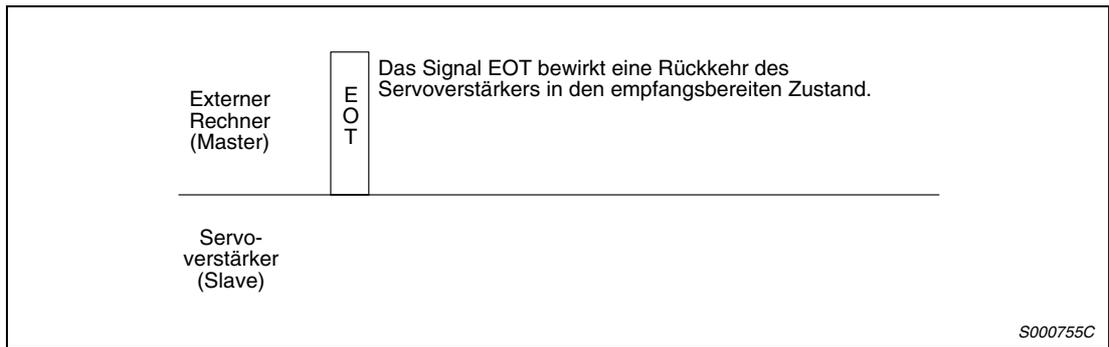 Externer
Rechner
(Master)
E
O
T
Das Signal EOT bewirkt eine Rückkehr des
Servoverstärkers in den empfangsbereiten Zustand.
Servo-
verstärker
(Slave)
S000755C